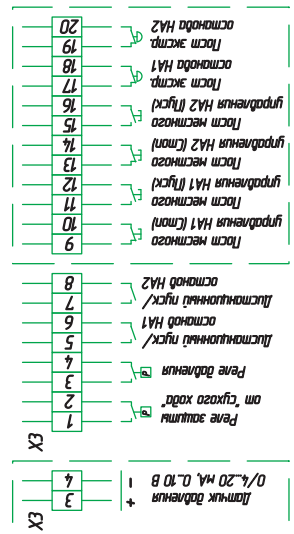 EX
Датчик давления + 3
0/4...20 мА, 0..10 В − 4
EX
Реле защиты P 1
от "сухого хода" 2
Реле давления P 3
4
Дистанционный пуск/ 5
останов НА1 6
Дистанционный пуск/ 7
останов НА2 8
Пост местного 9
управления НА1 (Стоп) 10
Пост местного 11
управления НА1 (Пуск) 12
Пост местного 13
управления НА2 (Стоп) 14
Пост местного 15
управления НА2 (Пуск) 16
Пост экстр. 17
останова НА1 18
Пост экстр. 19
останова НА2 20